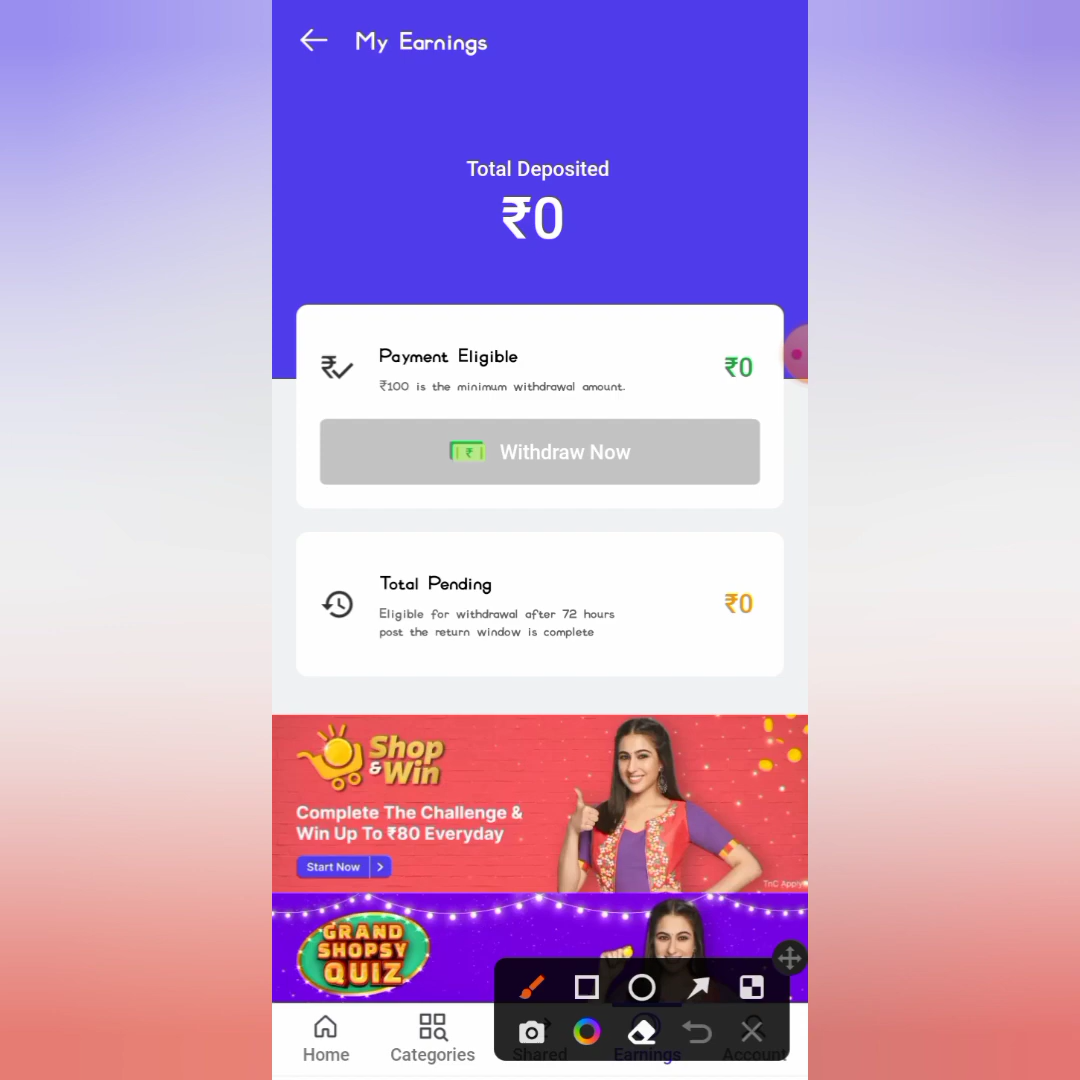 My Earnings
Total Deposited
₹0
Payment Eligible
₹0
₹100 is the minimum withdrawal amount.
Withdraw Now
Total Pending
₹0
Eligible for withdrawal after 72 hours
post the return window is complete
Shop
& Win
Complete The Challenge &
Win Up To ₹80 Everyday
Start Now
TnC Apply
GRAND
SHOPSY
QUIZ
Home
Categories
Shared
Earnings
Account